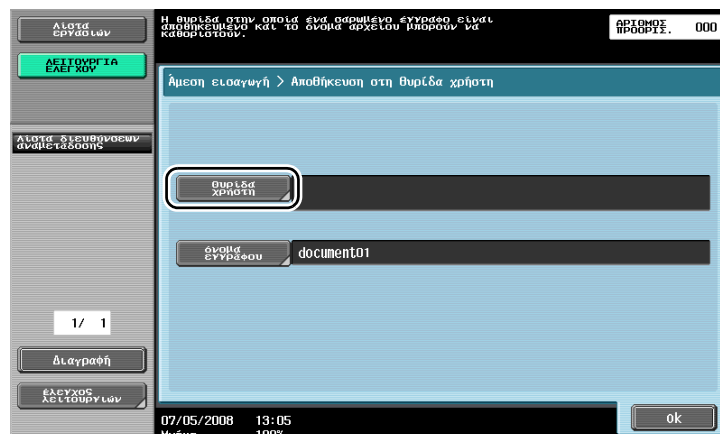 Λίστα
εργασιών
Η θυρίδα στην οποία ένα σαρωμένο έγγραφο είναι
αποθηκευμένο και το όνομα αρχείου μπορούν να
καθοριστούν.
ΑΡΙΘΜΟΣ
ΠΡΟΟΡΙΣ.
000
ΛΕΙΤΟΥΡΓΙΑ
ΕΛΕΓΧΟΥ
Άμεση εισαγωγή > Αποθήκευση στη θυρίδα χρήστη
Λίστα διευθύνσεων
αναμετάδοσης
Θυρίδα
χρήστη
όνομα
εγγράφου
document01
1/ 1
Διαγραφή
έλεγχος
λειτουργιών
ok
07/05/2008 13:05
Μνήμη 100%